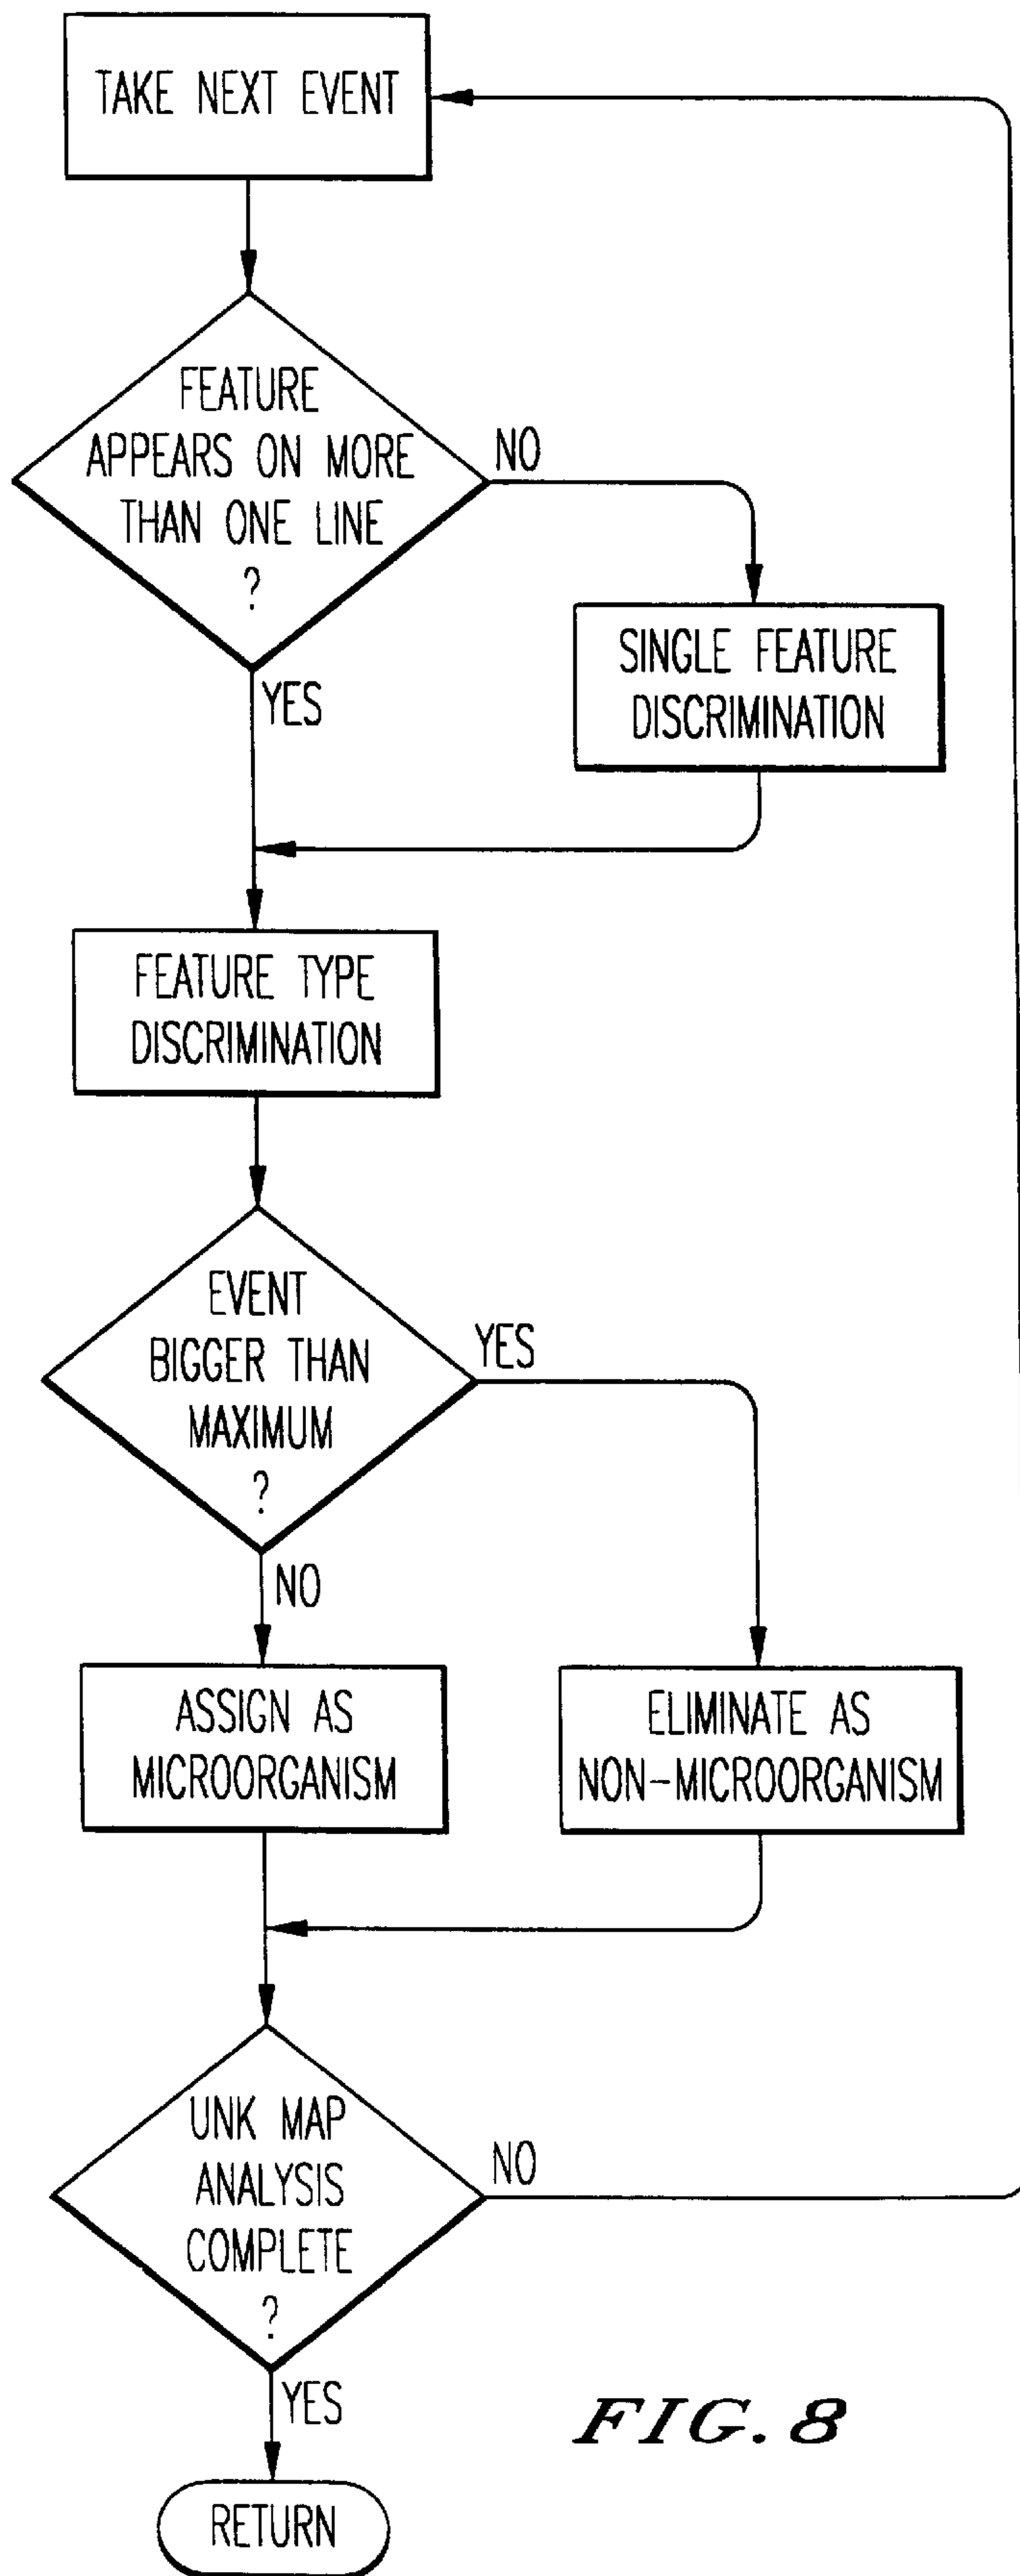 TAKE NEXT EVENT
FEATURE
APPEARS ON MORE
THAN ONE LINE
?
NO
YES
SINGLE FEATURE
DISCRIMINATION
FEATURE TYPE
DISCRIMINATION
EVENT
BIGGER THAN
MAXIMUM
?
YES
NO
ASSIGN AS
MICROORGANISM
ELIMINATE AS
NON-MICROORGANISM
UNK MAP
ANALYSIS
COMPLETE
?
NO
YES
RETURN
FIG. 8